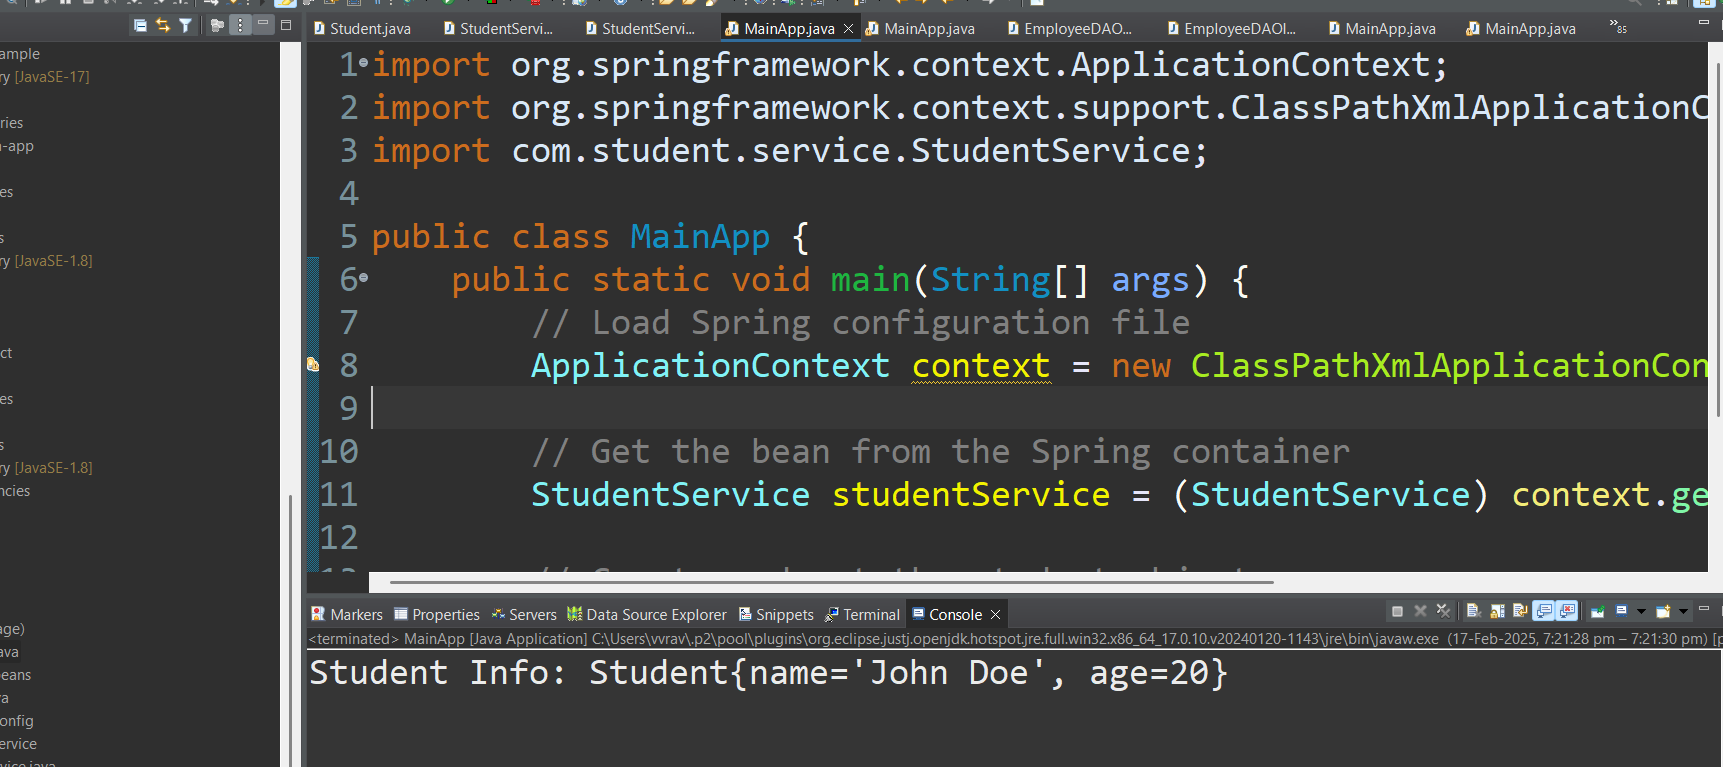 Student.java
StudentServi...
StudentServi...
MainApp.java
MainApp.java
EmployeeDAO...
EmployeeDAOI...
MainApp.java
MainApp.java
»85
ample
ry [JavaSE-17]
ries
-app
es
s
ry [JavaSE-1.8]
ct
es
s
ry [JavaSE-1.8]
ncies
age)
ava
eans
va
onfig
ervice
vice.java
1 import org.springframework.context.ApplicationContext;
2 import org.springframework.context.support.ClassPathXmlApplicationC
3 import com.student.service.StudentService;
4
5 public class MainApp {
6 public static void main(String[] args) {
7 // Load Spring configuration file
8 ApplicationContext context = new ClassPathXmlApplicationCon
9
10 // Get the bean from the Spring container
11 StudentService studentService = (StudentService) context.ge
12
Markers
Properties
Servers
Data Source Explorer
Snippets
Terminal
Console
<terminated> MainApp [Java Application] C:\Users\vvrav\.p2\pool\plugins\org.eclipse.justj.openjdk.hotspot.jre.full.win32.x86_64_17.0.10.v20240120-1143\jre\bin\javaw.exe (17-Feb-2025, 7:21:28 pm – 7:21:30 pm) [p
Student Info: Student{name='John Doe', age=20}